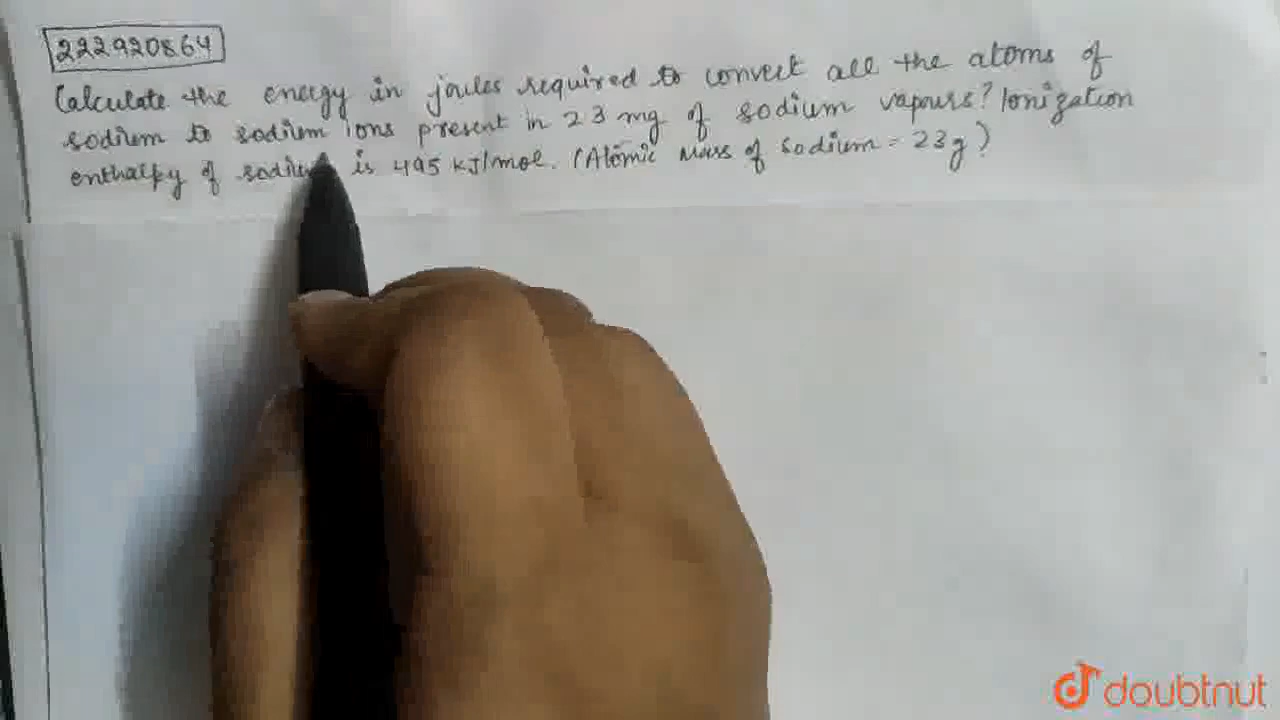 222920864
Calculate the energy in joules required to convert all the atoms of
sodium to sodium ions present in 23 mg of sodium vapours? Ionization
enthalpy of sodium is 495 KJ/mol. (Atomic Mass of Sodium = 23g)
doubtnut